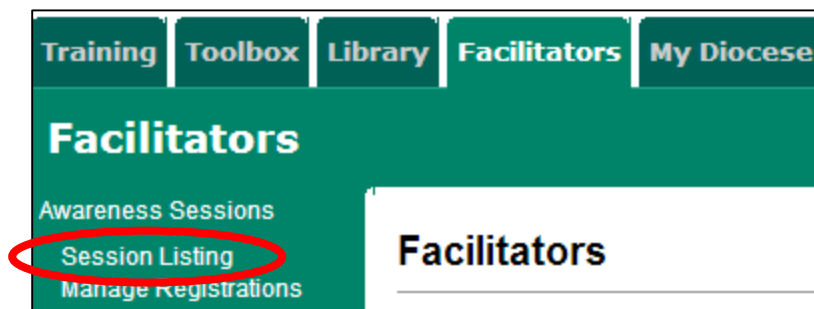 Training Toolbox Library Facilitators My Diocese
Facilitators
Awareness Sessions
Session Listing
Manage Registrations
Facilitators